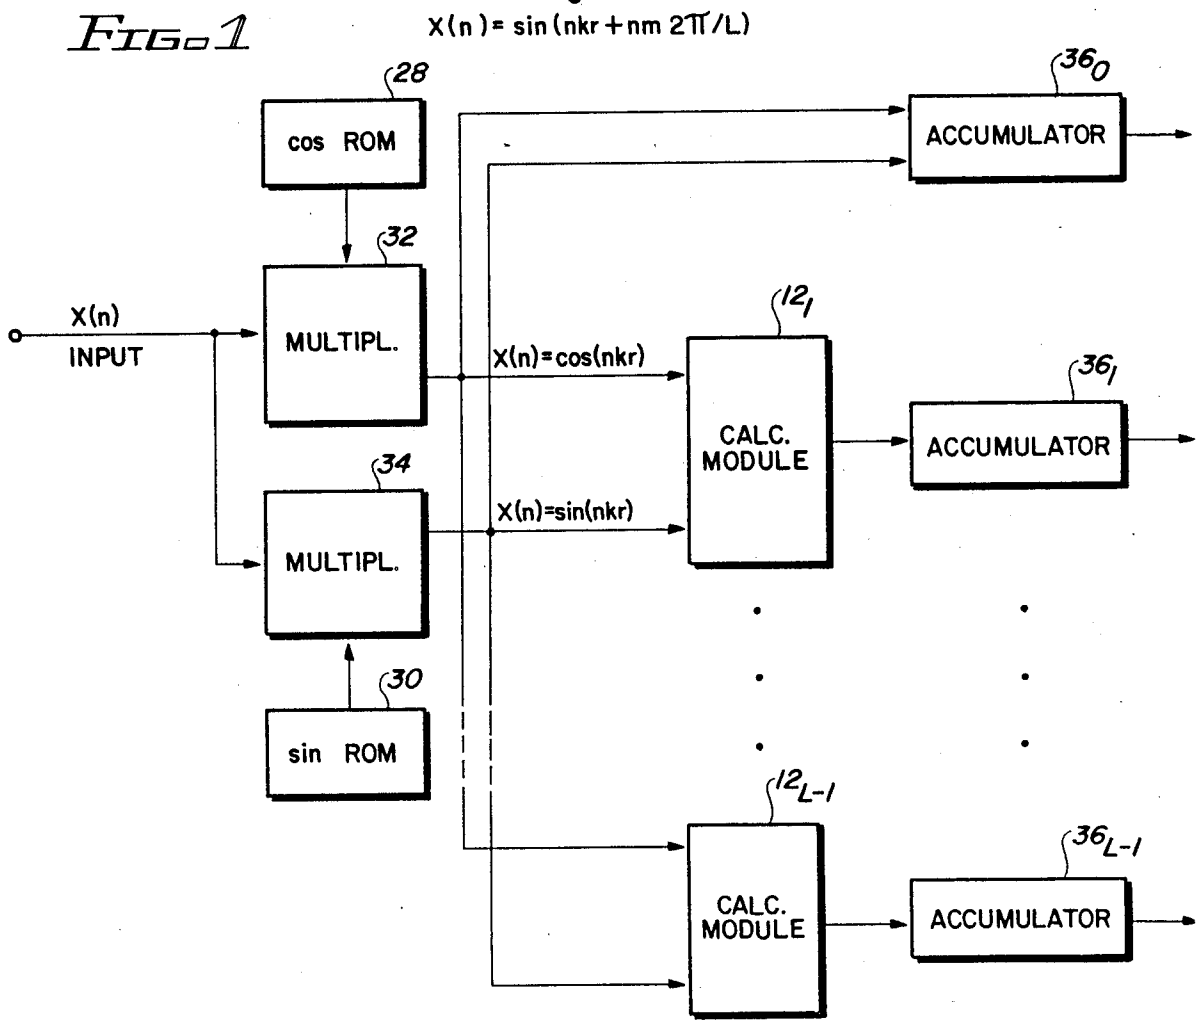 FIG. 1
X(n) = sin (nkr + nm 2π/L)
28
cos ROM
36₀
ACCUMULATOR
32
X(n)
INPUT
MULTIPL.
12₁
X(n)=cos(nkr)
36₁
CALC.
MODULE
ACCUMULATOR
34
X(n)=sin(nkr)
MULTIPL.
30
sin ROM
12L-1
36L-1
CALC.
MODULE
ACCUMULATOR